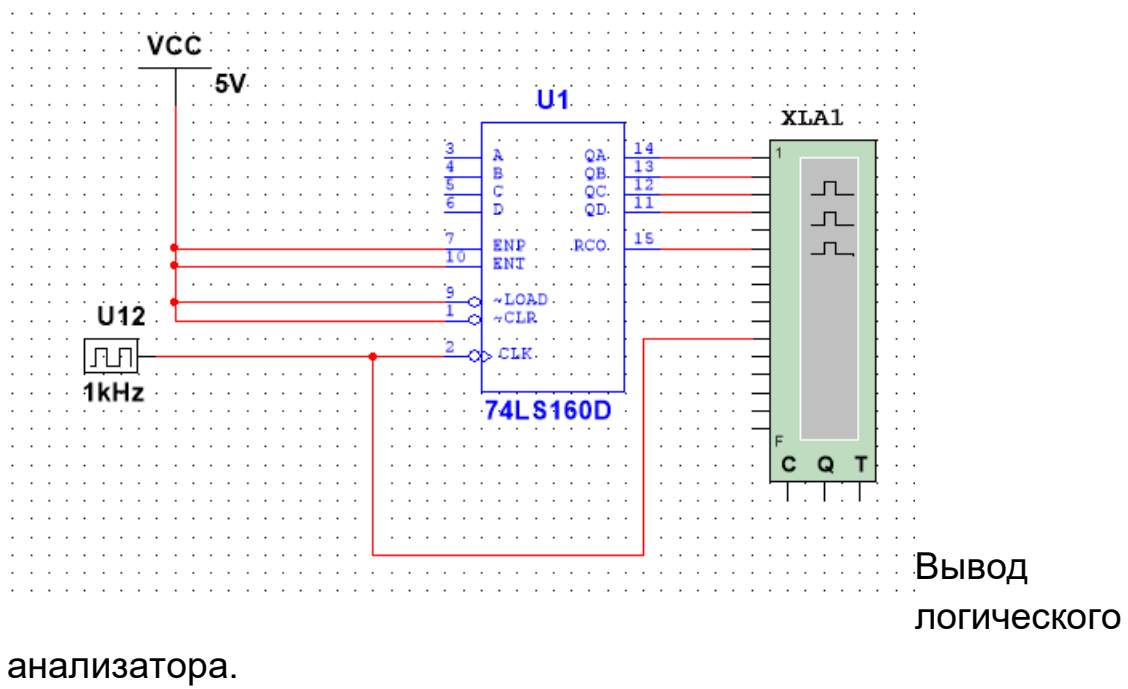 VCC
5V
U1
XLA1
3 A QA 14
4 B QB 13
5 C QC 12
6 D QD 11
7 ENP RCO 15
10 ENT
9 ~LOAD
1 ~CLR
2 CLK
74LS160D
U12
1kHz
1
F
C Q T
Вывод
логического
анализатора.